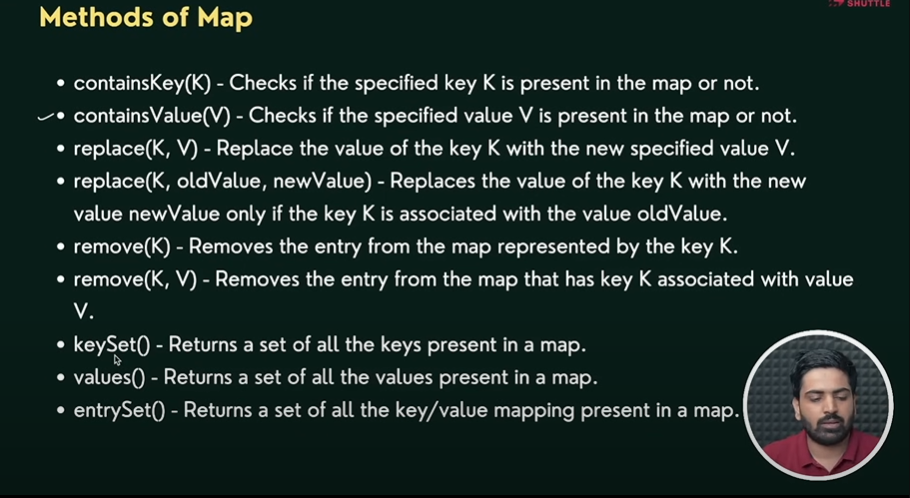 SHUTTLE
Methods of Map
• containsKey(K) - Checks if the specified key K is present in the map or not.
• containsValue(V) - Checks if the specified value V is present in the map or not.
• replace(K, V) - Replace the value of the key K with the new specified value V.
• replace(K, oldValue, newValue) - Replaces the value of the key K with the new
value newValue only if the key K is associated with the value oldValue.
• remove(K) - Removes the entry from the map represented by the key K.
• remove(K, V) - Removes the entry from the map that has key K associated with value
V.
• keySet() - Returns a set of all the keys present in a map.
• values() - Returns a set of all the values present in a map.
• entrySet() - Returns a set of all the key/value mapping present in a map.